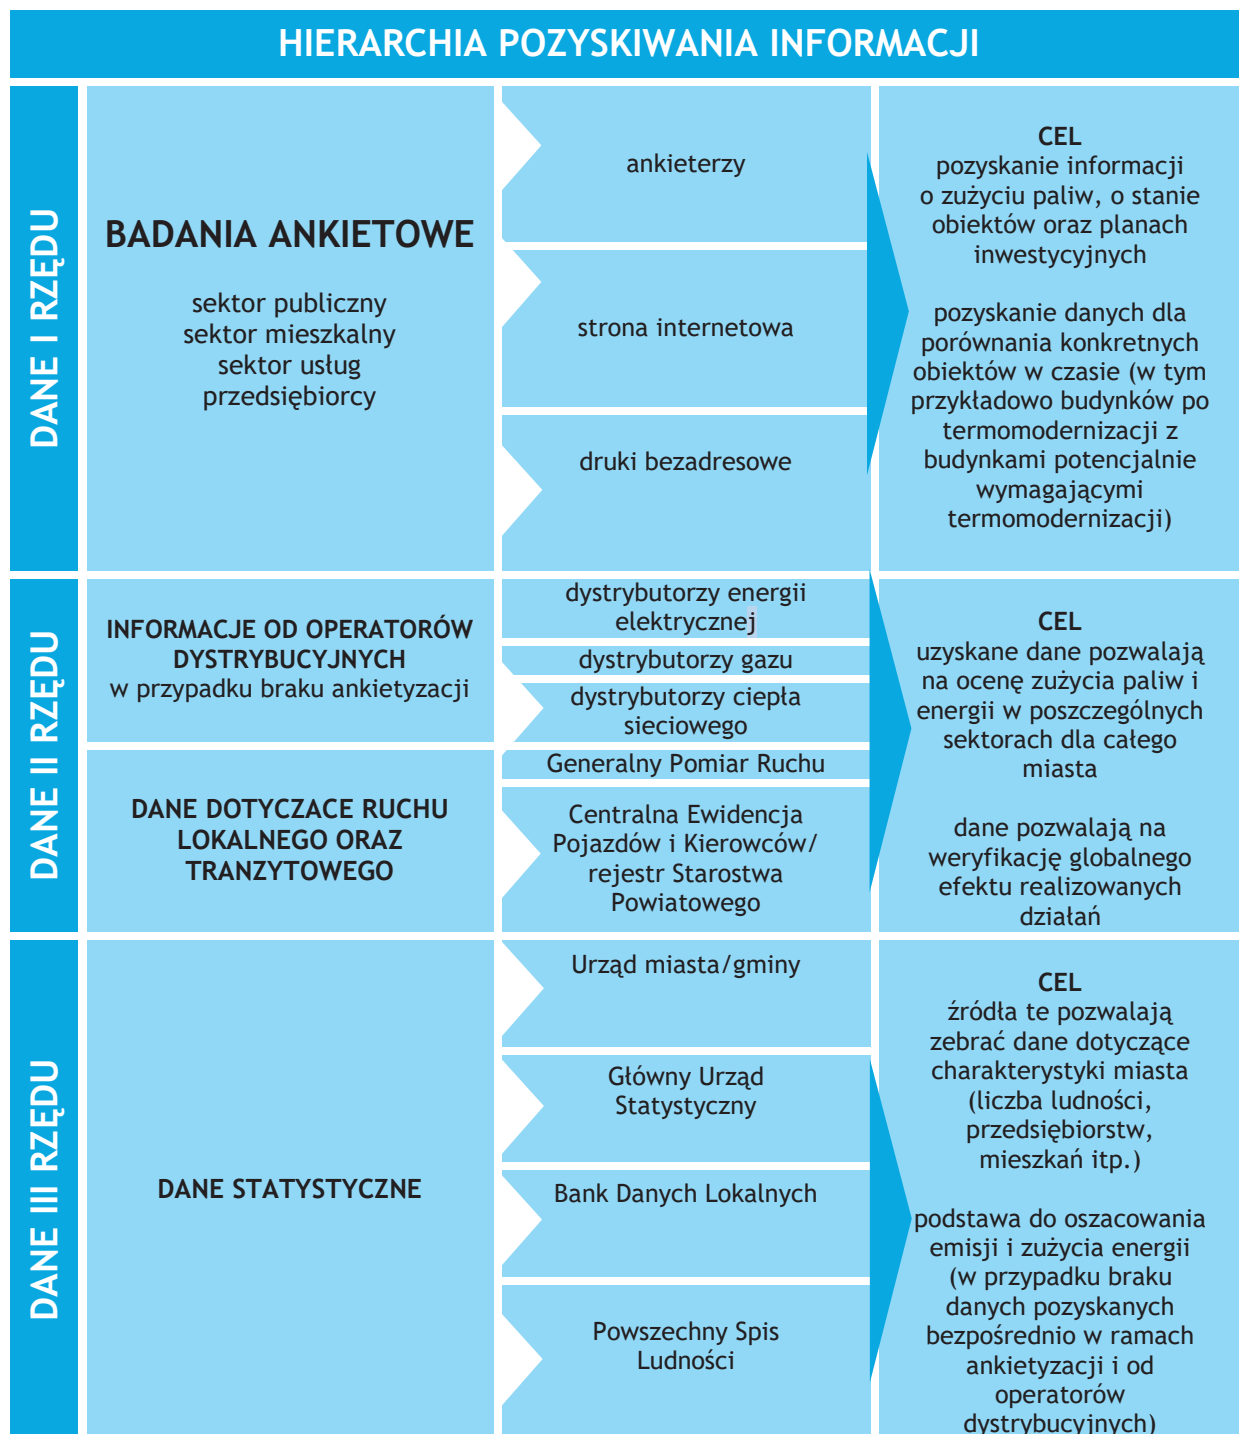 HIERARCHIA POZYSKIWANIA INFORMACJI
DANE I RZĘDU
BADANIA ANKIETOWE
sektor publiczny
sektor mieszkalny
sektor usług
przedsiębiorcy
ankieterzy
strona internetowa
druki bezadresowe
CEL
pozyskanie informacji
o zużyciu paliw, o stanie
obiektów oraz planach
inwestycyjnych
pozyskanie danych dla
porównania konkretnych
obiektów w czasie (w tym
przykładowo budynków po
termomodernizacji z
budynkami potencjalnie
wymagającymi
termomodernizacji)
DANE II RZĘDU
INFORMACJE OD OPERATORÓW
DYSTRYBUCYJNYCH
w przypadku braku ankietyzacji
dystrybutorzy energii
elektrycznej
dystrybutorzy gazu
dystrybutorzy ciepła
sieciowego
DANE DOTYCZACE RUCHU
LOKALNEGO ORAZ
TRANZYTOWEGO
Generalny Pomiar Ruchu
Centralna Ewidencja
Pojazdów i Kierowców/
rejestr Starostwa
Powiatowego
CEL
uzyskane dane pozwalają
na ocenę zużycia paliw i
energii w poszczególnych
sektorach dla całego
miasta
dane pozwalają na
weryfikację globalnego
efektu realizowanych
działań
DANE III RZĘDU
DANE STATYSTYCZNE
Urząd miasta/gminy
Główny Urząd
Statystyczny
Bank Danych Lokalnych
Powszechny Spis
Ludności
CEL
źródła te pozwalają
zebrać dane dotyczące
charakterystyki miasta
(liczba ludności,
przedsiębiorstw,
mieszkań itp.)
podstawa do oszacowania
emisji i zużycia energii
(w przypadku braku
danych pozyskanych
bezpośrednio w ramach
ankietyzacji i od
operatorów
dystrybucyjnych)